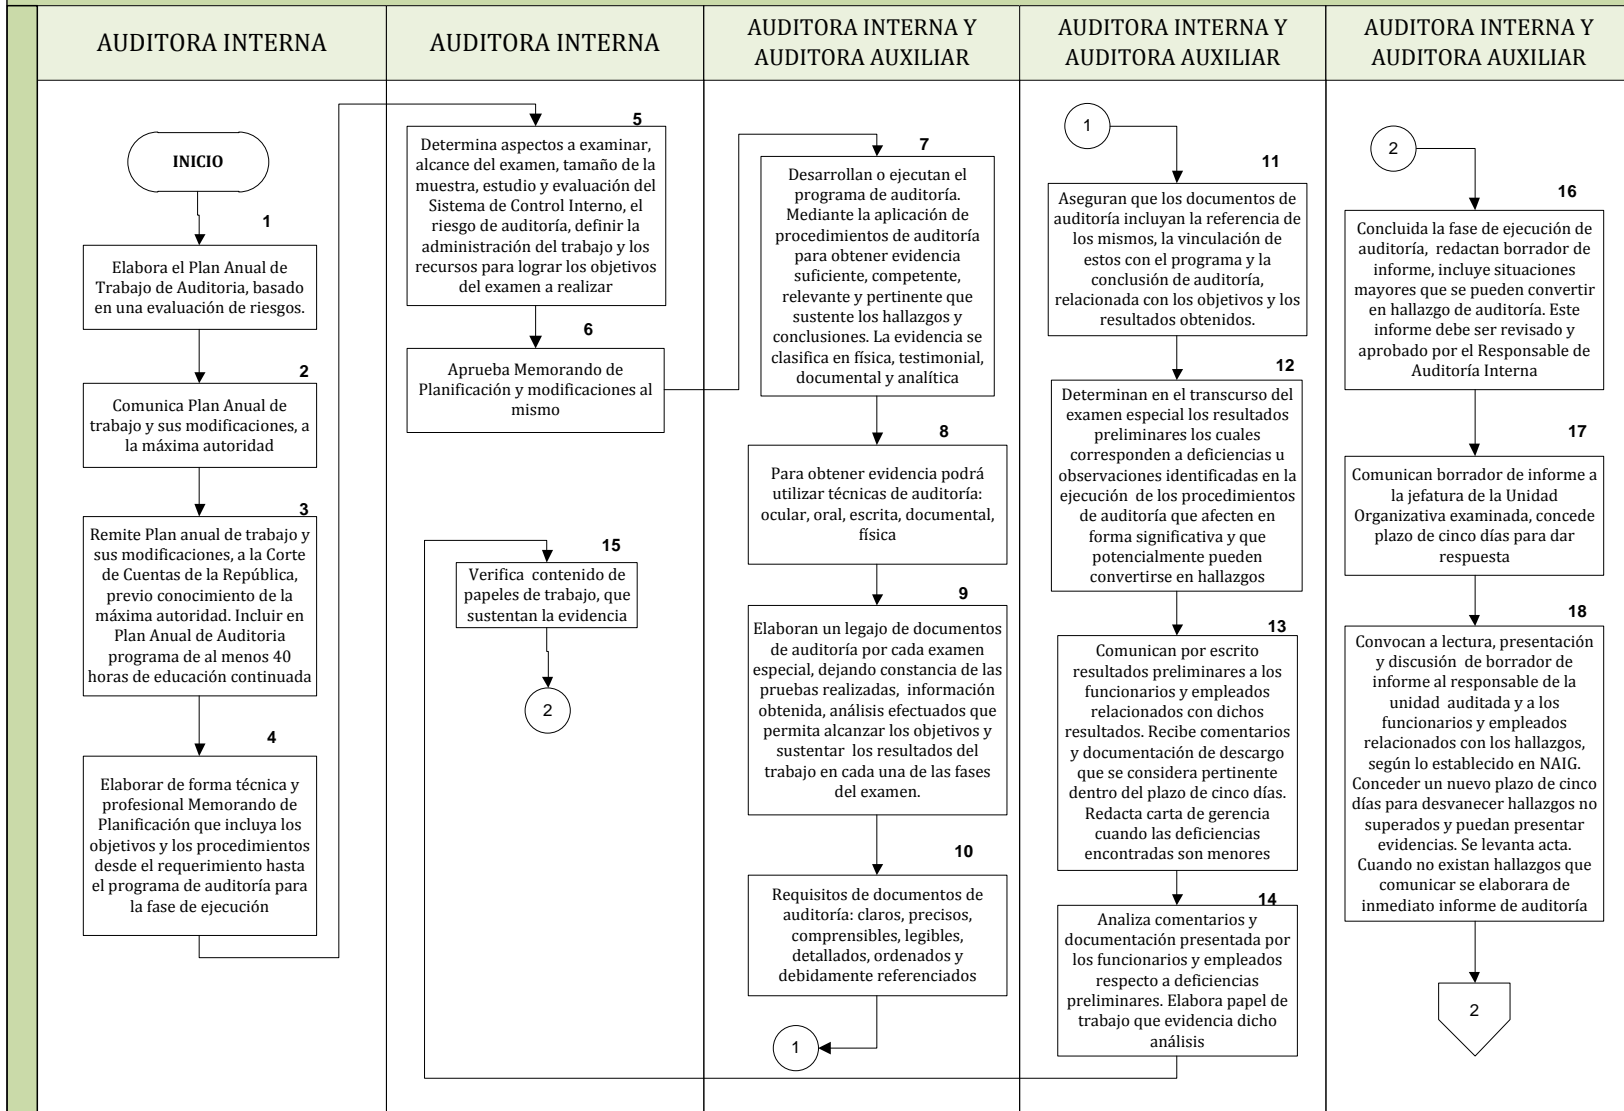 AUDITORA INTERNA
AUDITORA INTERNA
AUDITORA INTERNA Y
AUDITORA AUXILIAR
AUDITORA INTERNA Y
AUDITORA AUXILIAR
AUDITORA INTERNA Y
AUDITORA AUXILIAR
INICIO
1
Elabora el Plan Anual de
Trabajo de Auditoria, basado
en una evaluación de riesgos.
2
Comunica Plan Anual de
trabajo y sus modificaciones, a
la máxima autoridad
3
Remite Plan anual de trabajo y
sus modificaciones, a la Corte
de Cuentas de la República,
previo conocimiento de la
máxima autoridad. Incluir en
Plan Anual de Auditoria
programa de al menos 40
horas de educación continuada
4
Elaborar de forma técnica y
profesional Memorando de
Planificación que incluya los
objetivos y los procedimientos
desde el requerimiento hasta
el programa de auditoría para
la fase de ejecución
5
Determina aspectos a examinar,
alcance del examen, tamaño de la
muestra, estudio y evaluación del
Sistema de Control Interno, el
riesgo de auditoría, definir la
administración del trabajo y los
recursos para lograr los objetivos
del examen a realizar
6
Aprueba Memorando de
Planificación y modificaciones al
mismo
15
Verifica contenido de
papeles de trabajo, que
sustentan la evidencia
2
7
Desarrollan o ejecutan el
programa de auditoría.
Mediante la aplicación de
procedimientos de auditoría
para obtener evidencia
suficiente, competente,
relevante y pertinente que
sustente los hallazgos y
conclusiones. La evidencia se
clasifica en física, testimonial,
documental y analítica
8
Para obtener evidencia podrá
utilizar técnicas de auditoría:
ocular, oral, escrita, documental,
física
9
Elaboran un legajo de documentos
de auditoría por cada examen
especial, dejando constancia de las
pruebas realizadas, información
obtenida, análisis efectuados que
permita alcanzar los objetivos y
sustentar los resultados del
trabajo en cada una de las fases
del examen.
10
Requisitos de documentos de
auditoría: claros, precisos,
comprensibles, legibles,
detallados, ordenados y
debidamente referenciados
1
1
11
Aseguran que los documentos de
auditoría incluyan la referencia de
los mismos, la vinculación de
estos con el programa y la
conclusión de auditoría,
relacionada con los objetivos y los
resultados obtenidos.
12
Determinan en el transcurso del
examen especial los resultados
preliminares los cuales
corresponden a deficiencias u
observaciones identificadas en la
ejecución de los procedimientos
de auditoría que afecten en
forma significativa y que
potencialmente pueden
convertirse en hallazgos
13
Comunican por escrito
resultados preliminares a los
funcionarios y empleados
relacionados con dichos
resultados. Recibe comentarios
y documentación de descargo
que se considera pertinente
dentro del plazo de cinco días.
Redacta carta de gerencia
cuando las deficiencias
encontradas son menores
14
Analiza comentarios y
documentación presentada por
los funcionarios y empleados
respecto a deficiencias
preliminares. Elabora papel de
trabajo que evidencia dicho
análisis
2
16
Concluida la fase de ejecución de
auditoría, redactan borrador de
informe, incluye situaciones
mayores que se pueden convertir
en hallazgo de auditoría. Este
informe debe ser revisado y
aprobado por el Responsable de
Auditoría Interna
17
Comunican borrador de informe a
la jefatura de la Unidad
Organizativa examinada, concede
plazo de cinco días para dar
respuesta
18
Convocan a lectura, presentación
y discusión de borrador de
informe al responsable de la
unidad auditada y a los
funcionarios y empleados
relacionados con los hallazgos,
según lo establecido en NAIG.
Conceder un nuevo plazo de cinco
días para desvanecer hallazgos no
superados y puedan presentar
evidencias. Se levanta acta.
Cuando no existan hallazgos que
comunicar se elaborara de
inmediato informe de auditoría
2